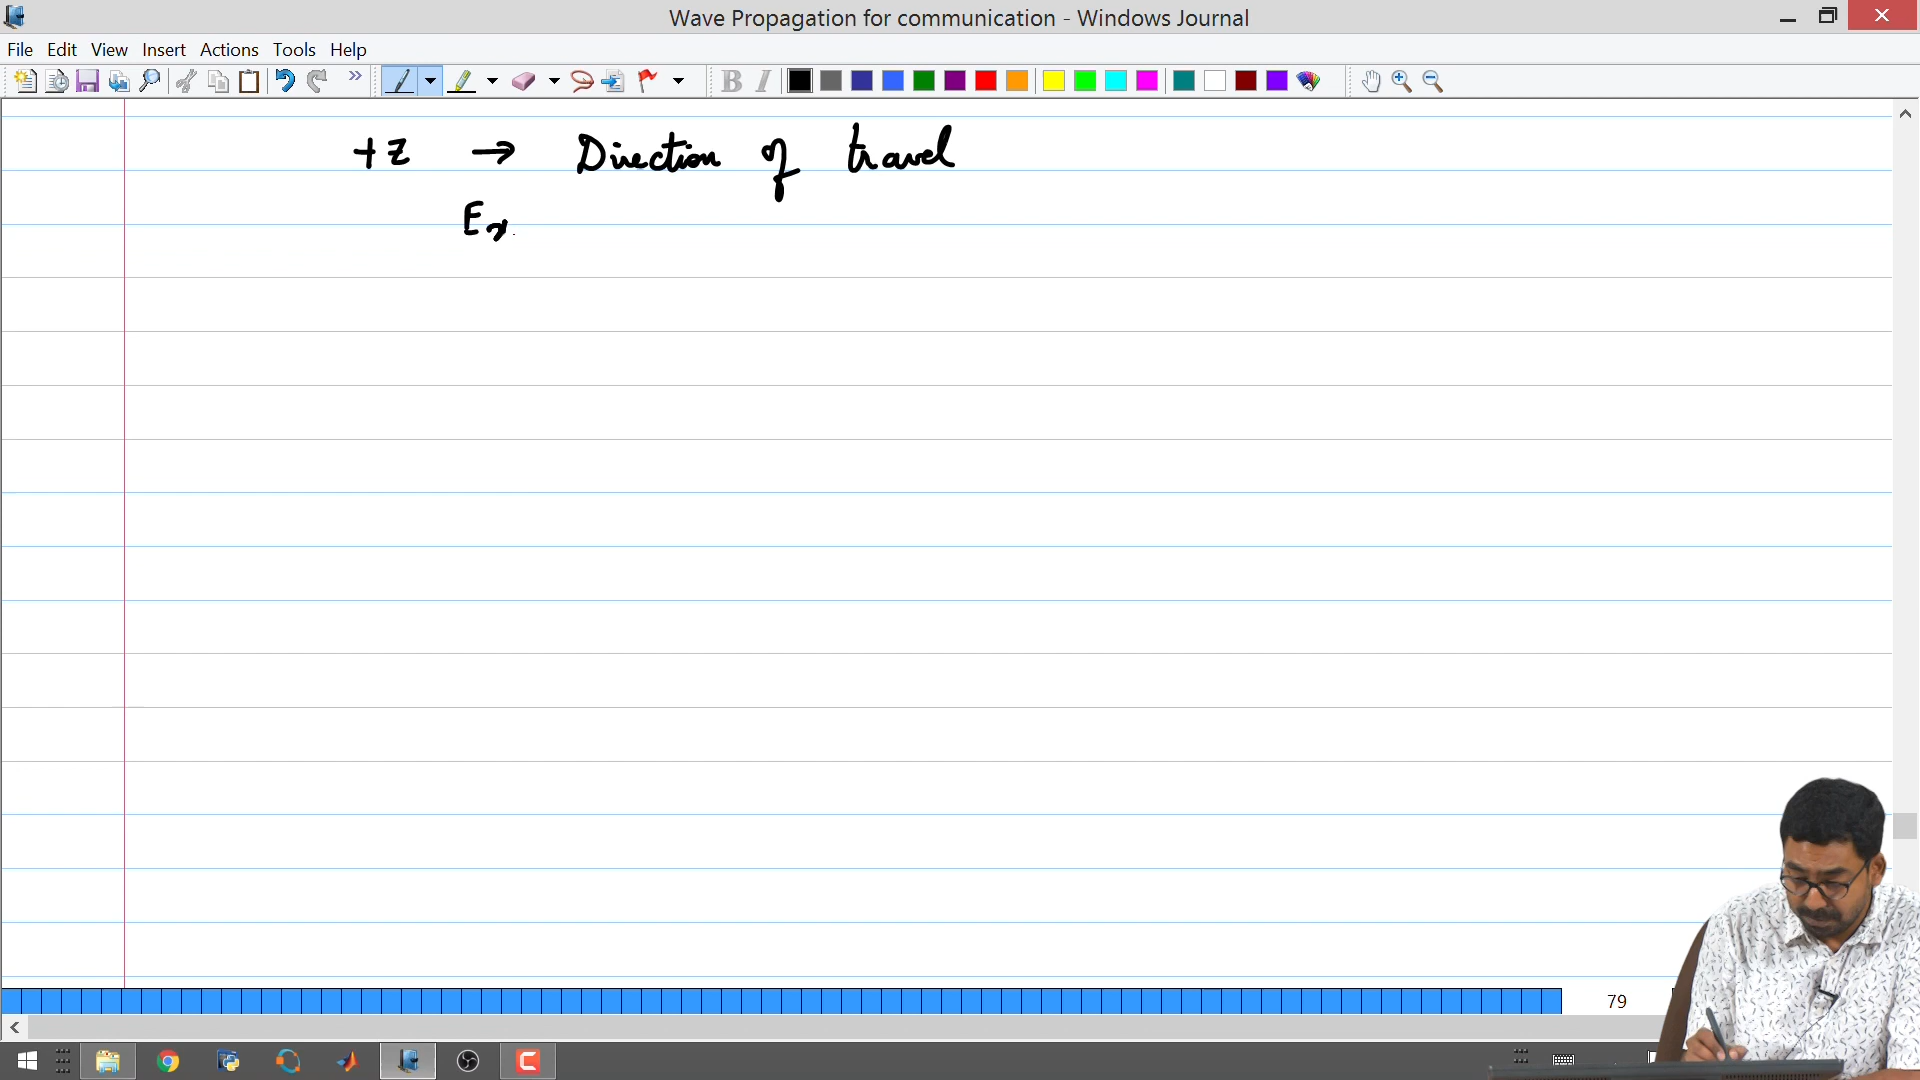 Wave Propagation for communication - Windows Journal
File Edit View Insert Actions Tools Help
B I
+z → Direction of travel
Ex
79